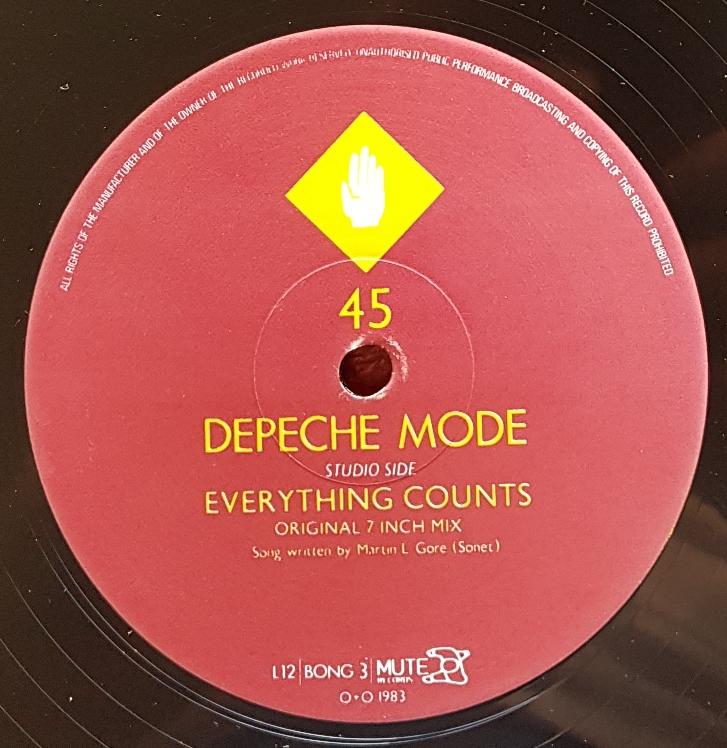 ALL RIGHTS OF THE MANUFACTURER AND OF THE OWNER OF THE RECORDED WORK RESERVED. UNAUTHORISED PUBLIC PERFORMANCE BROADCASTING AND COPYING OF THIS RECORD PROHIBITED
45
DEPECHE MODE
STUDIO SIDE
EVERYTHING COUNTS
ORIGINAL 7 INCH MIX
Song written by Martin L Gore (Sonet)
L12 | BONG 3 | MUTE
RECORDS
1983